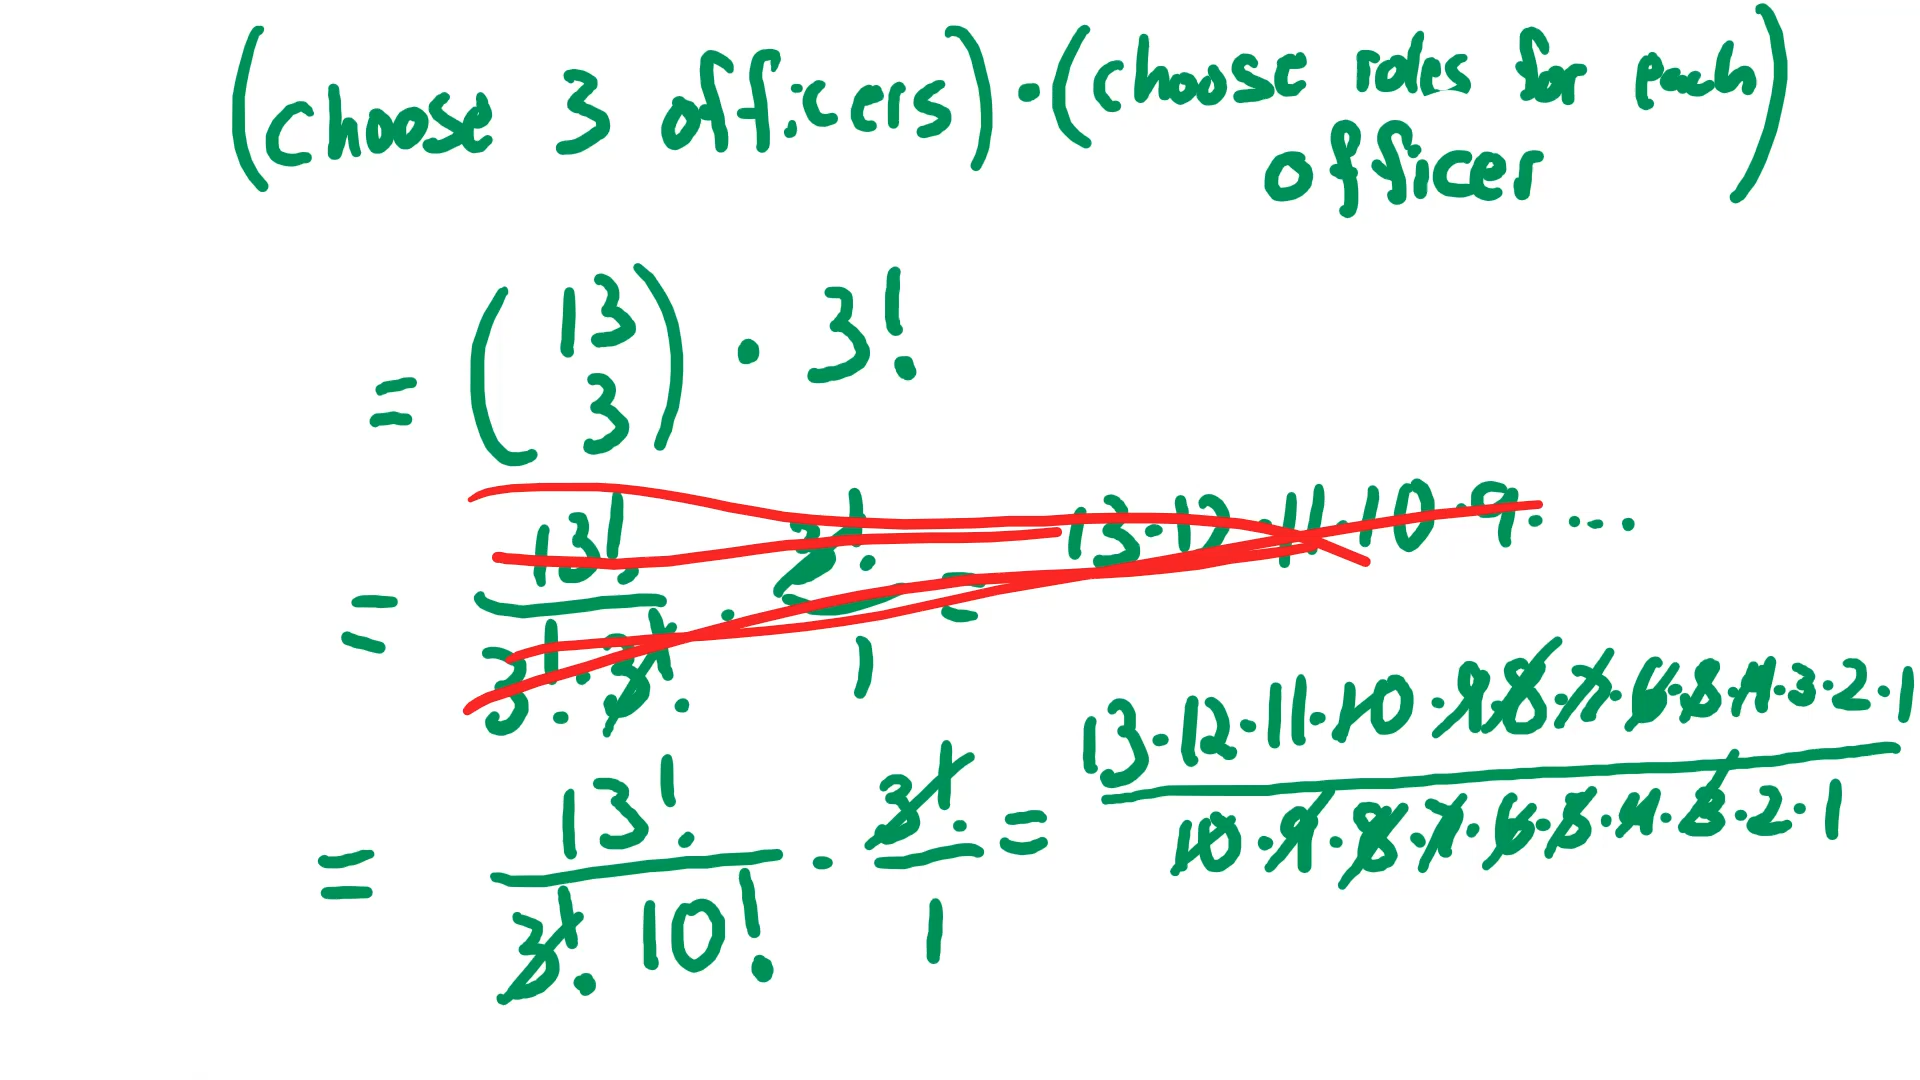 (choose 3 officers) · (choose roles for each
officer)
= (13
3) · 3!
= 13!/(3! · 3!) · 3!/1 = 13 · 12 · 11 · 10 · 9 · ...
= 13!/(3! 10!) · 3!/1 = (13 · 12 · 11 · 10 · 9 · 8 · 7 · 6 · 5 · 4 · 3 · 2 · 1)/(10 · 9 · 8 · 7 · 6 · 5 · 4 · 3 · 2 · 1)